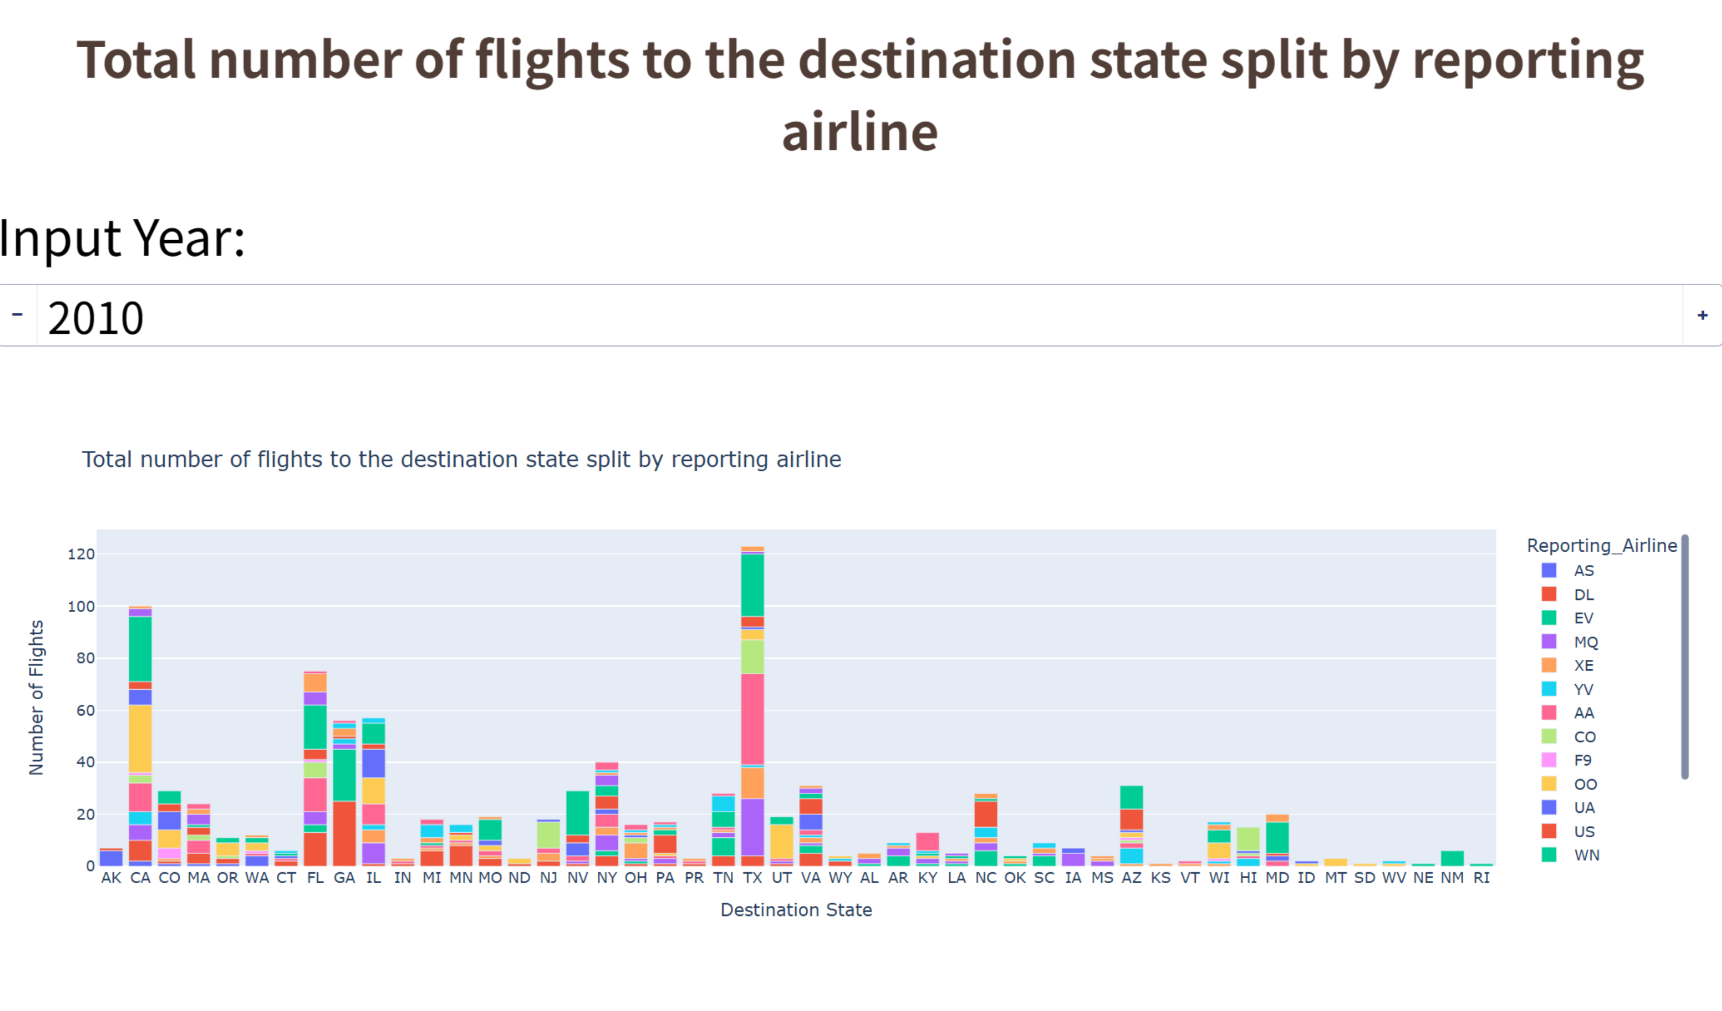 Total number of flights to the destination state split by reporting
airline
Input Year:
- 2010 +
Total number of flights to the destination state split by reporting airline
Reporting_Airline
AS
DL
EV
MQ
XE
YV
AA
CO
F9
OO
UA
US
WN
120
100
80
60
40
20
0
Number of Flights
AK CA CO MA OR WA CT FL GA IL IN MI MN MO ND NJ NV NY OH PA PR TN TX UT VA WY AL AR KY LA NC OK SC IA MS AZ KS VT WI HI MD ID MT SD WV NE NM RI
Destination State